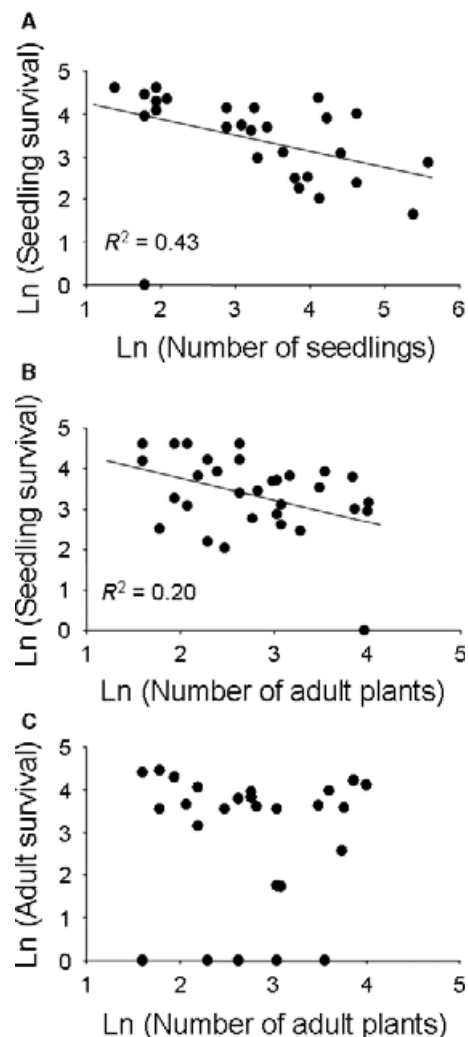 A
Ln (Seedling survival)
5
4
3
2
1
0
R² = 0.43
1 2 3 4 5 6
Ln (Number of seedlings)
B
Ln (Seedling survival)
5
4
3
2
1
0
R² = 0.20
1 2 3 4 5
Ln (Number of adult plants)
C
Ln (Adult survival)
5
4
3
2
1
0
1 2 3 4 5
Ln (Number of adult plants)